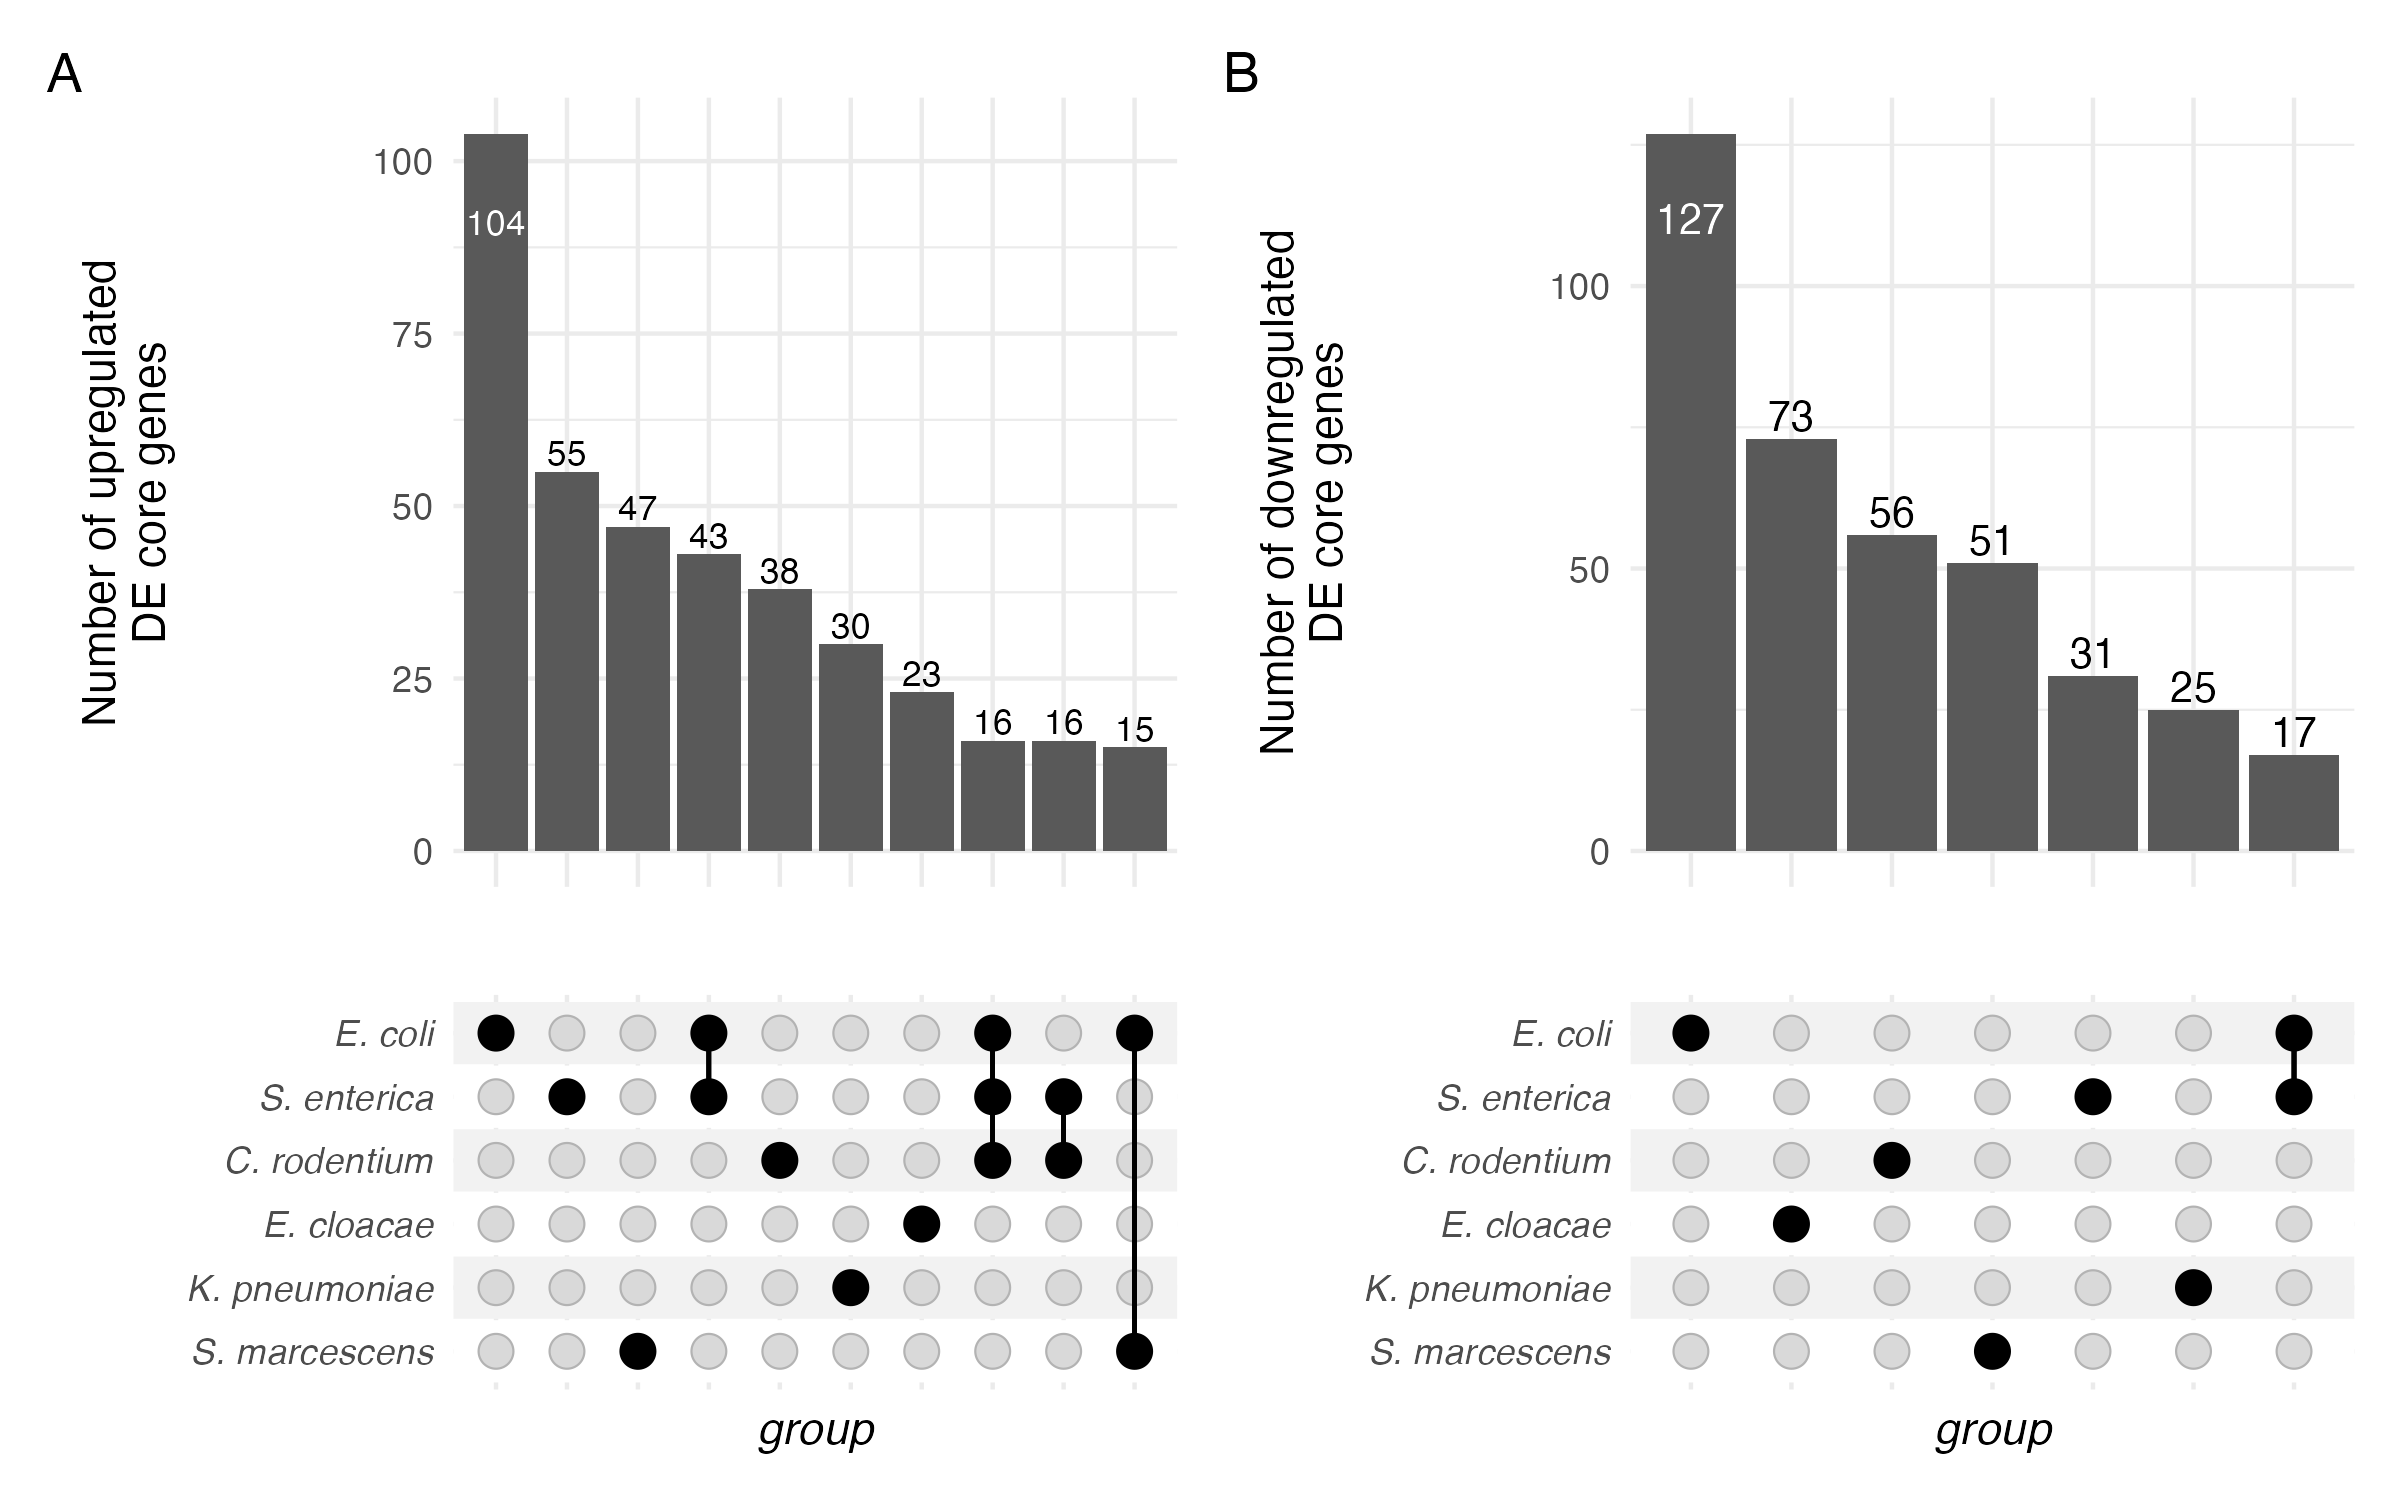 A
Number of upregulated
DE core genes
100
75
50
25
0
104
55
47
43
38
30
23
16
16
15
E. coli
S. enterica
C. rodentium
E. cloacae
K. pneumoniae
S. marcescens
group
B
Number of downregulated
DE core genes
100
50
0
127
73
56
51
31
25
17
E. coli
S. enterica
C. rodentium
E. cloacae
K. pneumoniae
S. marcescens
group